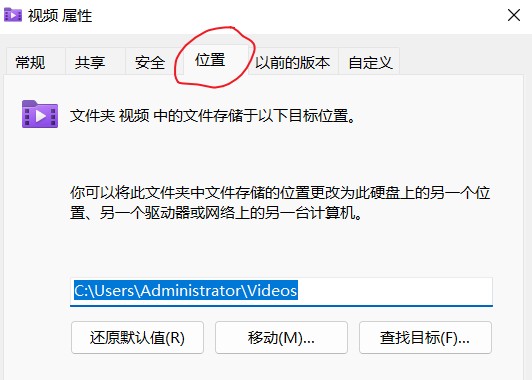 视频 属性
常规 共享 安全 位置 以前的版本 自定义
文件夹 视频 中的文件存储于以下目标位置。
你可以将此文件夹中文件存储的位置更改为此硬盘上的另一个位
置、另一个驱动器或网络上的另一台计算机。
C:\Users\Administrator\Videos
还原默认值(R) 移动(M)... 查找目标(F)...